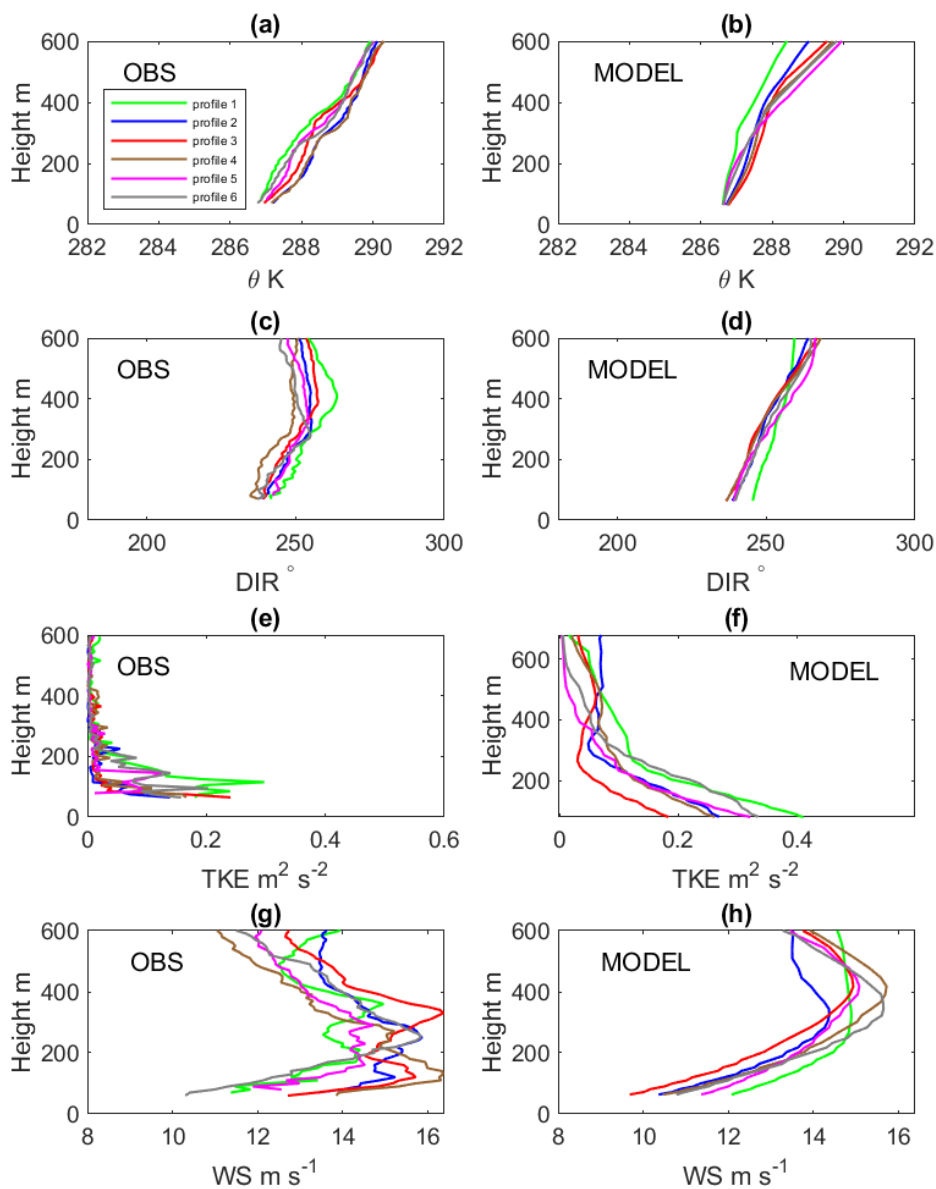 (a)
(b)
600
400
200
0
Height m
OBS
profile 1
profile 2
profile 3
profile 4
profile 5
profile 6
282 284 286 288 290 292
θ K
600
400
200
0
Height m
MODEL
282 284 286 288 290 292
θ K
(c)
(d)
600
400
200
0
Height m
OBS
200 250 300
DIR °
600
400
200
0
Height m
MODEL
200 250 300
DIR °
(e)
(f)
600
400
200
0
Height m
OBS
0 0.2 0.4 0.6
TKE m² s⁻²
600
400
200
Height m
MODEL
0 0.2 0.4
TKE m² s⁻²
(g)
(h)
600
400
200
0
Height m
OBS
8 10 12 14 16
WS m s⁻¹
600
400
200
0
Height m
MODEL
8 10 12 14 16
WS m s⁻¹